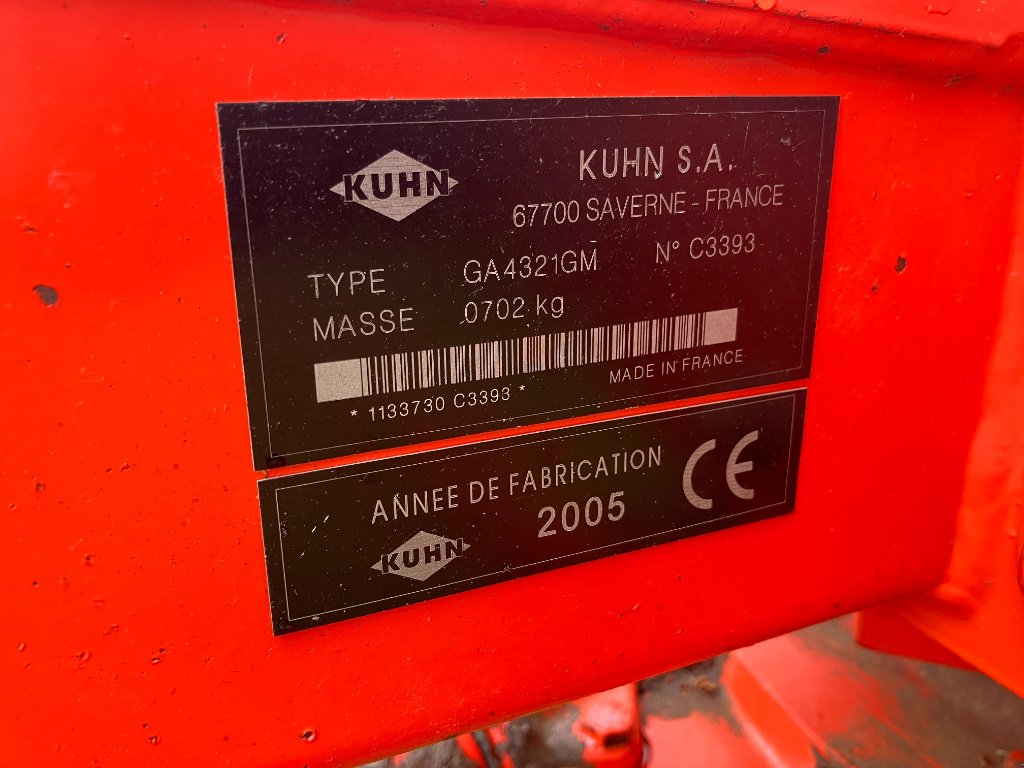 KUHN
KUHN S.A.
67700 SAVERNE - FRANCE
TYPE GA4321GM N° C3393
MASSE 0702 kg
* 1133730 C3393 *
MADE IN FRANCE
ANNEE DE FABRICATION
2005
CE
KUHN